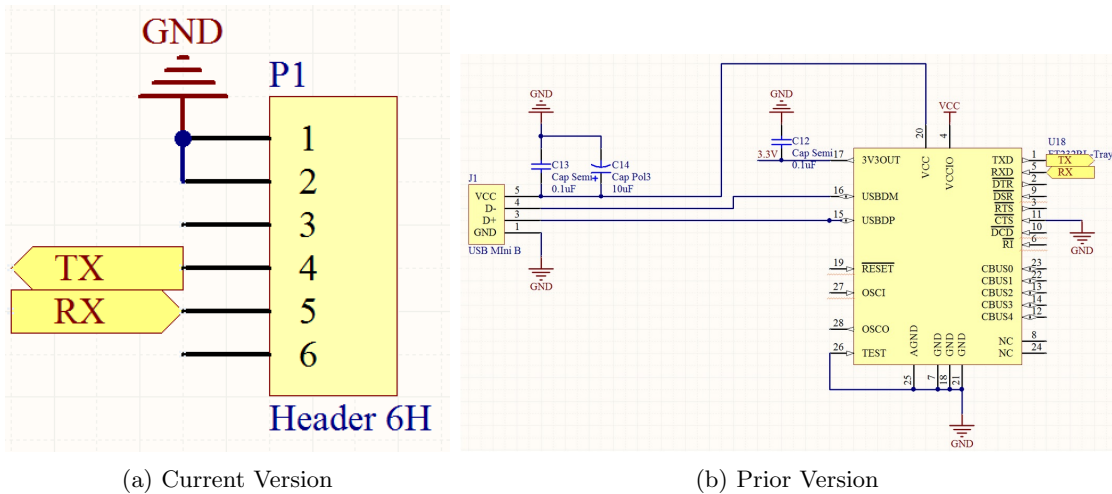 GND
P1
1
2
3
TX
4
RX
5
6
Header 6H
(a) Current Version
GND
GND
VCC
C12
Cap Semi
0.1uF
3.3V
17
3V3OUT
20
VCC
4
VCCIO
U18
TXD
1
TX
RXD
5
RX
DTR
2
DSR
9
RTS
3
CTS
11
DCD
10
RI
6
GND
C13
Cap Semi
0.1uF
C14
Cap Pol3
10uF
J1
VCC
5
D-
4
D+
3
GND
1
USB MIni B
GND
16
USBDM
15
USBDP
19
RESET
27
OSCI
28
OSCO
26
TEST
CBUS0
23
CBUS1
22
CBUS2
13
CBUS3
14
CBUS4
12
NC
8
NC
24
AGND
GND
GND
GND
25
7
18
21
GND
(b) Prior Version